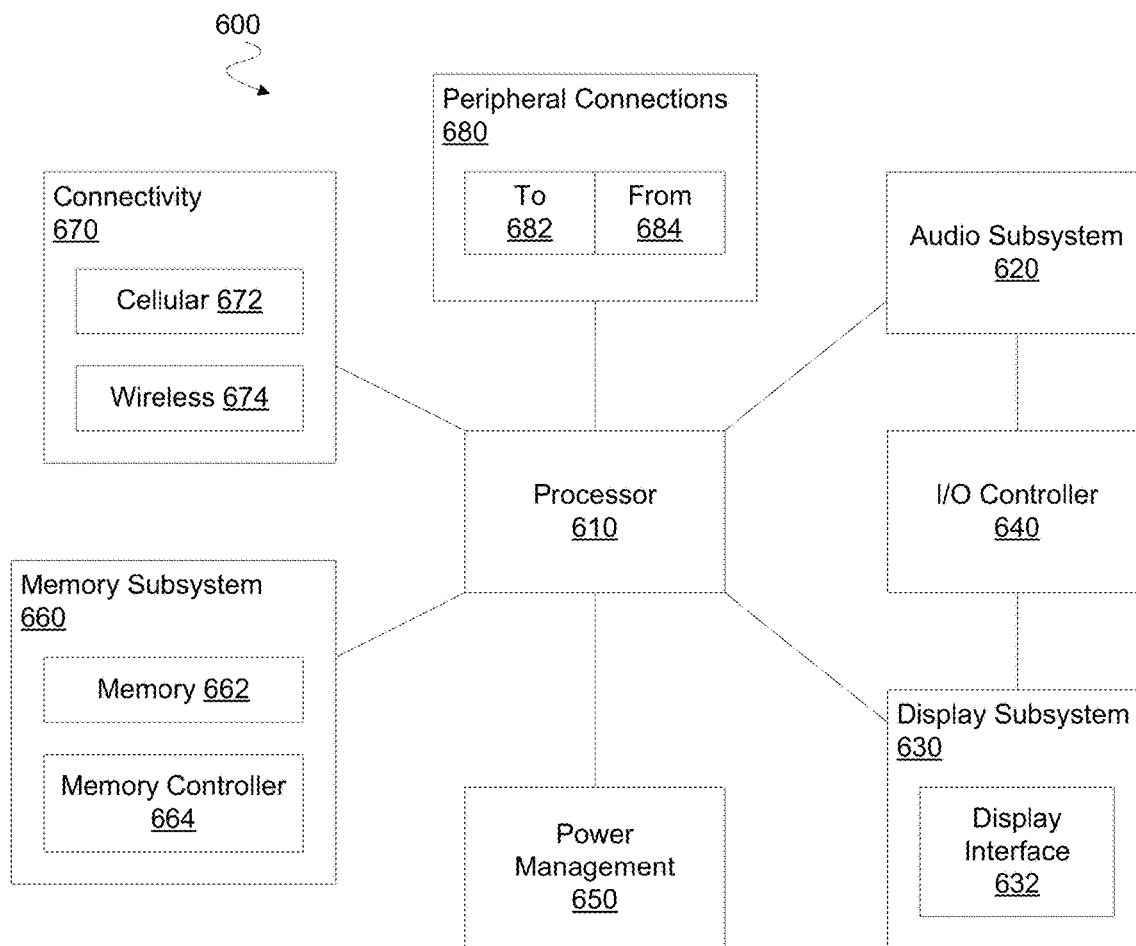 600
Peripheral Connections
680
To
682
From
684
Connectivity
670
Cellular 672
Wireless 674
Audio Subsystem
620
Processor
610
I/O Controller
640
Memory Subsystem
660
Memory 662
Memory Controller
664
Power
Management
650
Display Subsystem
630
Display
Interface
632